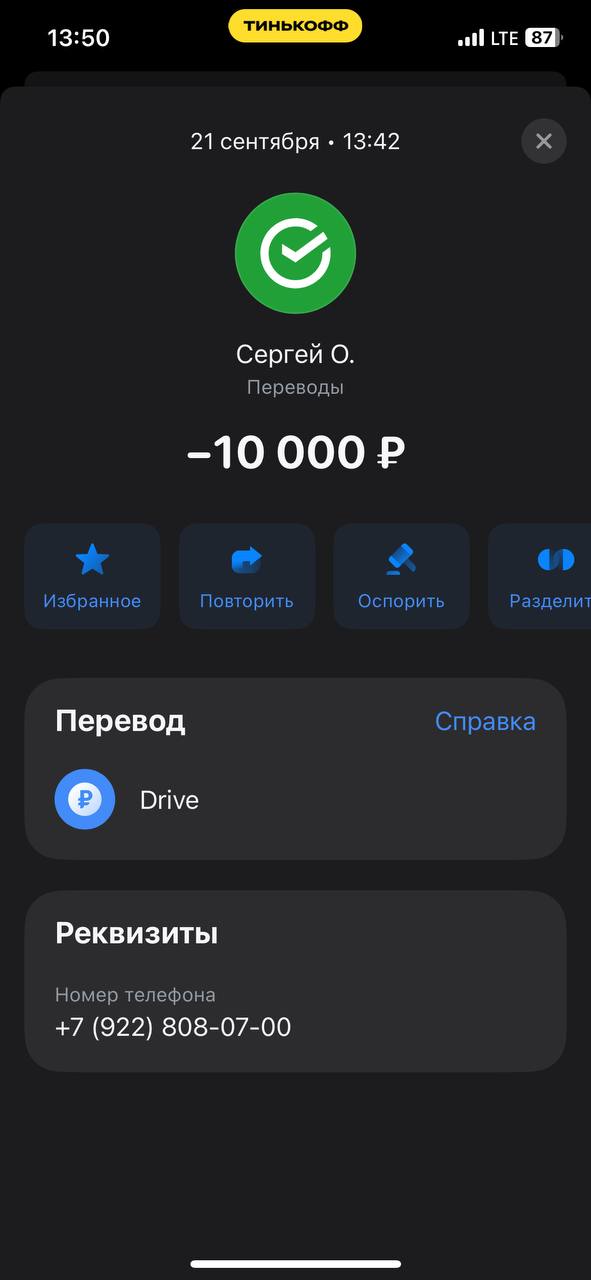 13:50
ТИНЬКОФФ
LTE 87
21 сентября • 13:42
Сергей О.
Переводы
–10 000 ₽
Избранное
Повторить
Оспорить
Разделит
Перевод
Справка
₽
Drive
Реквизиты
Номер телефона
+7 (922) 808-07-00